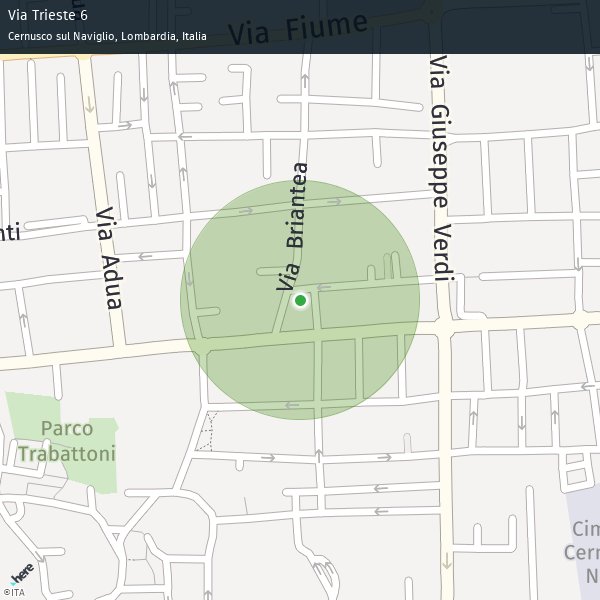 Via Trieste 6
Cernusco sul Naviglio, Lombardia, Italia
Via Fiume
Via Giuseppe Verdi
Via Briantea
nti
Via Adua
Parco
Trabattoni
Cim
Cern
N
here
©ITA